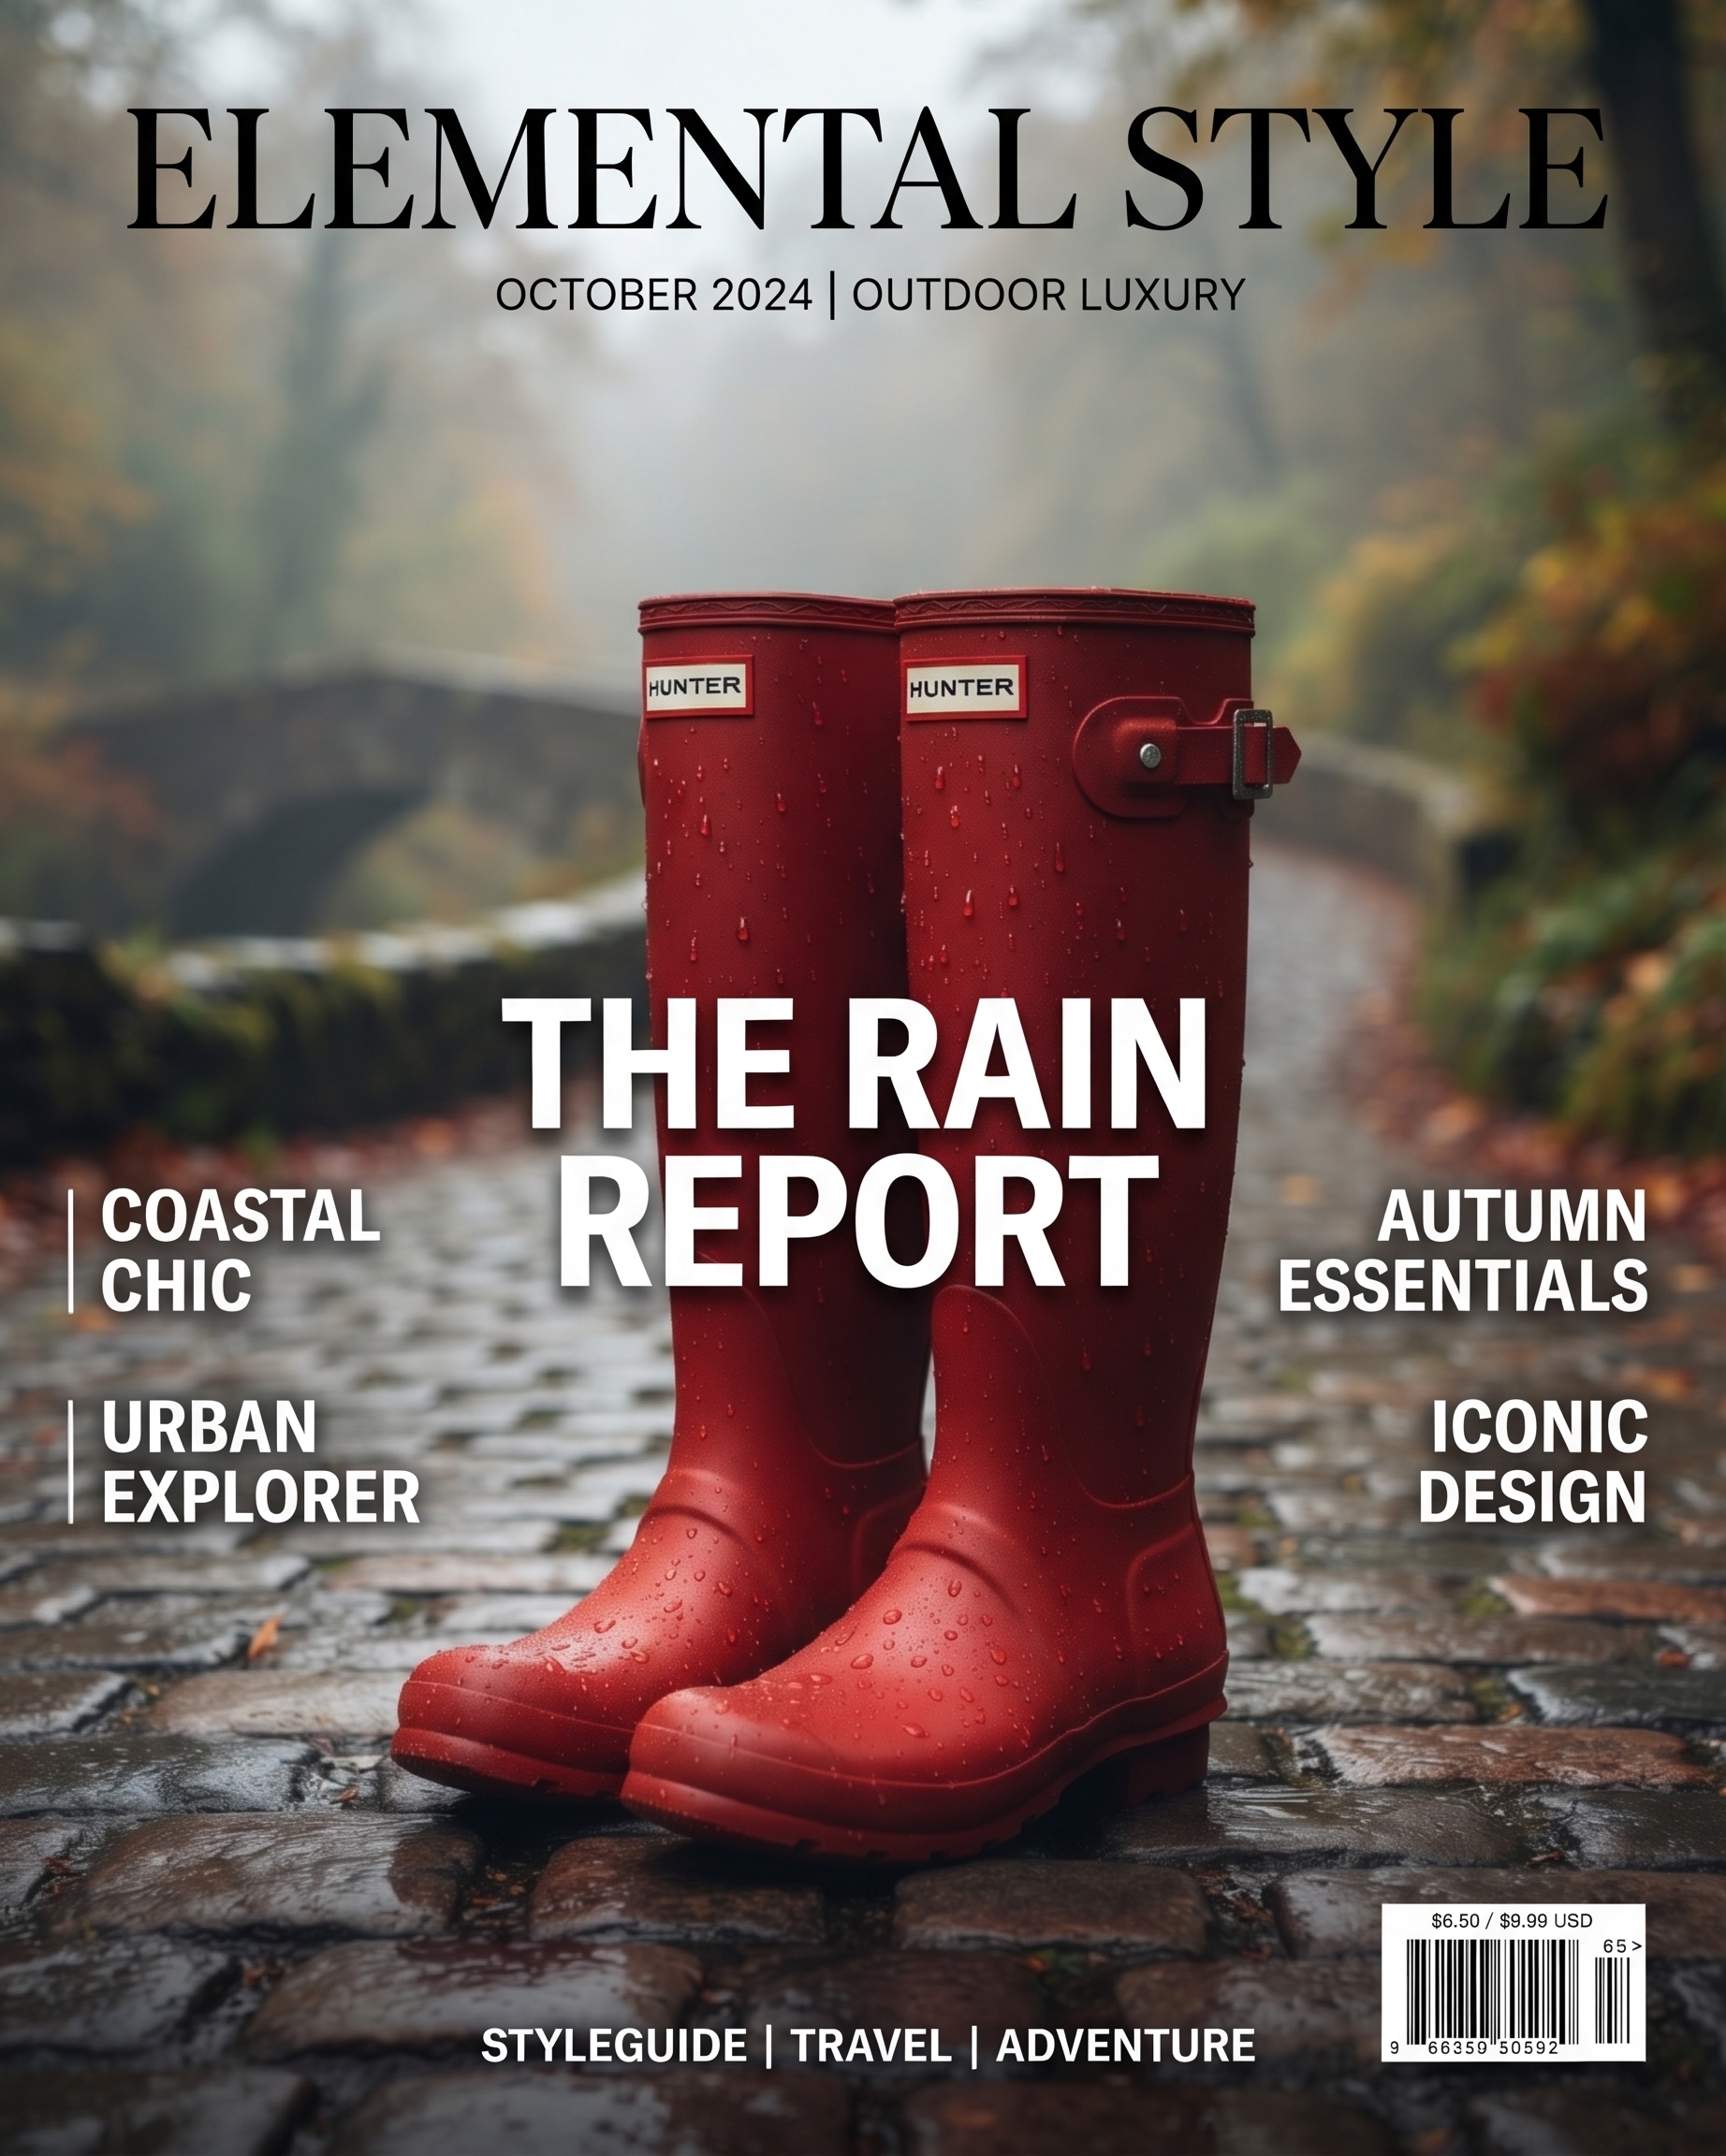 ELEMENTAL STYLE
OCTOBER 2024 | OUTDOOR LUXURY
HUNTER
HUNTER
THE RAIN
REPORT
COASTAL
CHIC
URBAN
EXPLORER
AUTUMN
ESSENTIALS
ICONIC
DESIGN
$6.50 / $9.99 USD
65>
9 66359 50592
STYLEGUIDE | TRAVEL | ADVENTURE